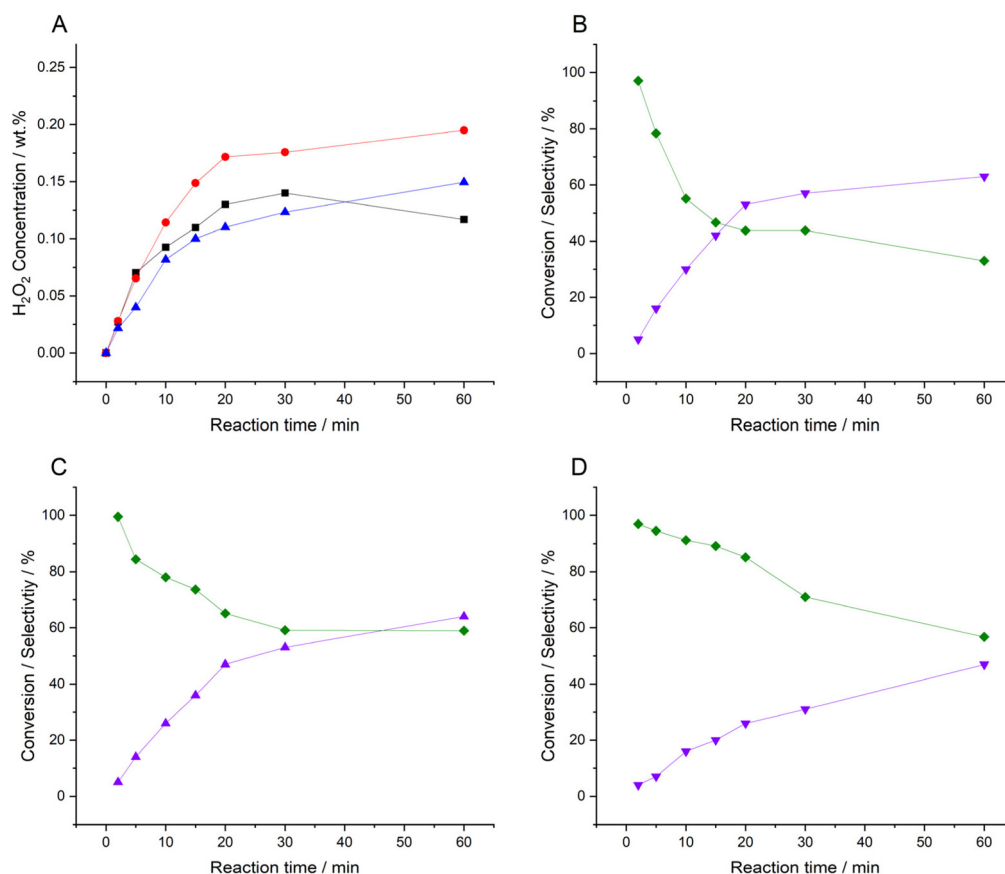 A
H₂O₂ Concentration / wt.%
0.25
0.20
0.15
0.10
0.05
0.00
0 10 20 30 40 50 60
Reaction time / min
B
Conversion / Selectivtiy / %
100
80
60
40
20
0
0 10 20 30 40 50 60
Reaction time / min
C
Conversion / Selectivtiy / %
100
80
60
40
20
0
0 10 20 30 40 50 60
Reaction time / min
D
Conversion / Selectivtiy / %
100
80
60
40
20
0
0 10 20 30 40 50 60
Reaction time / min